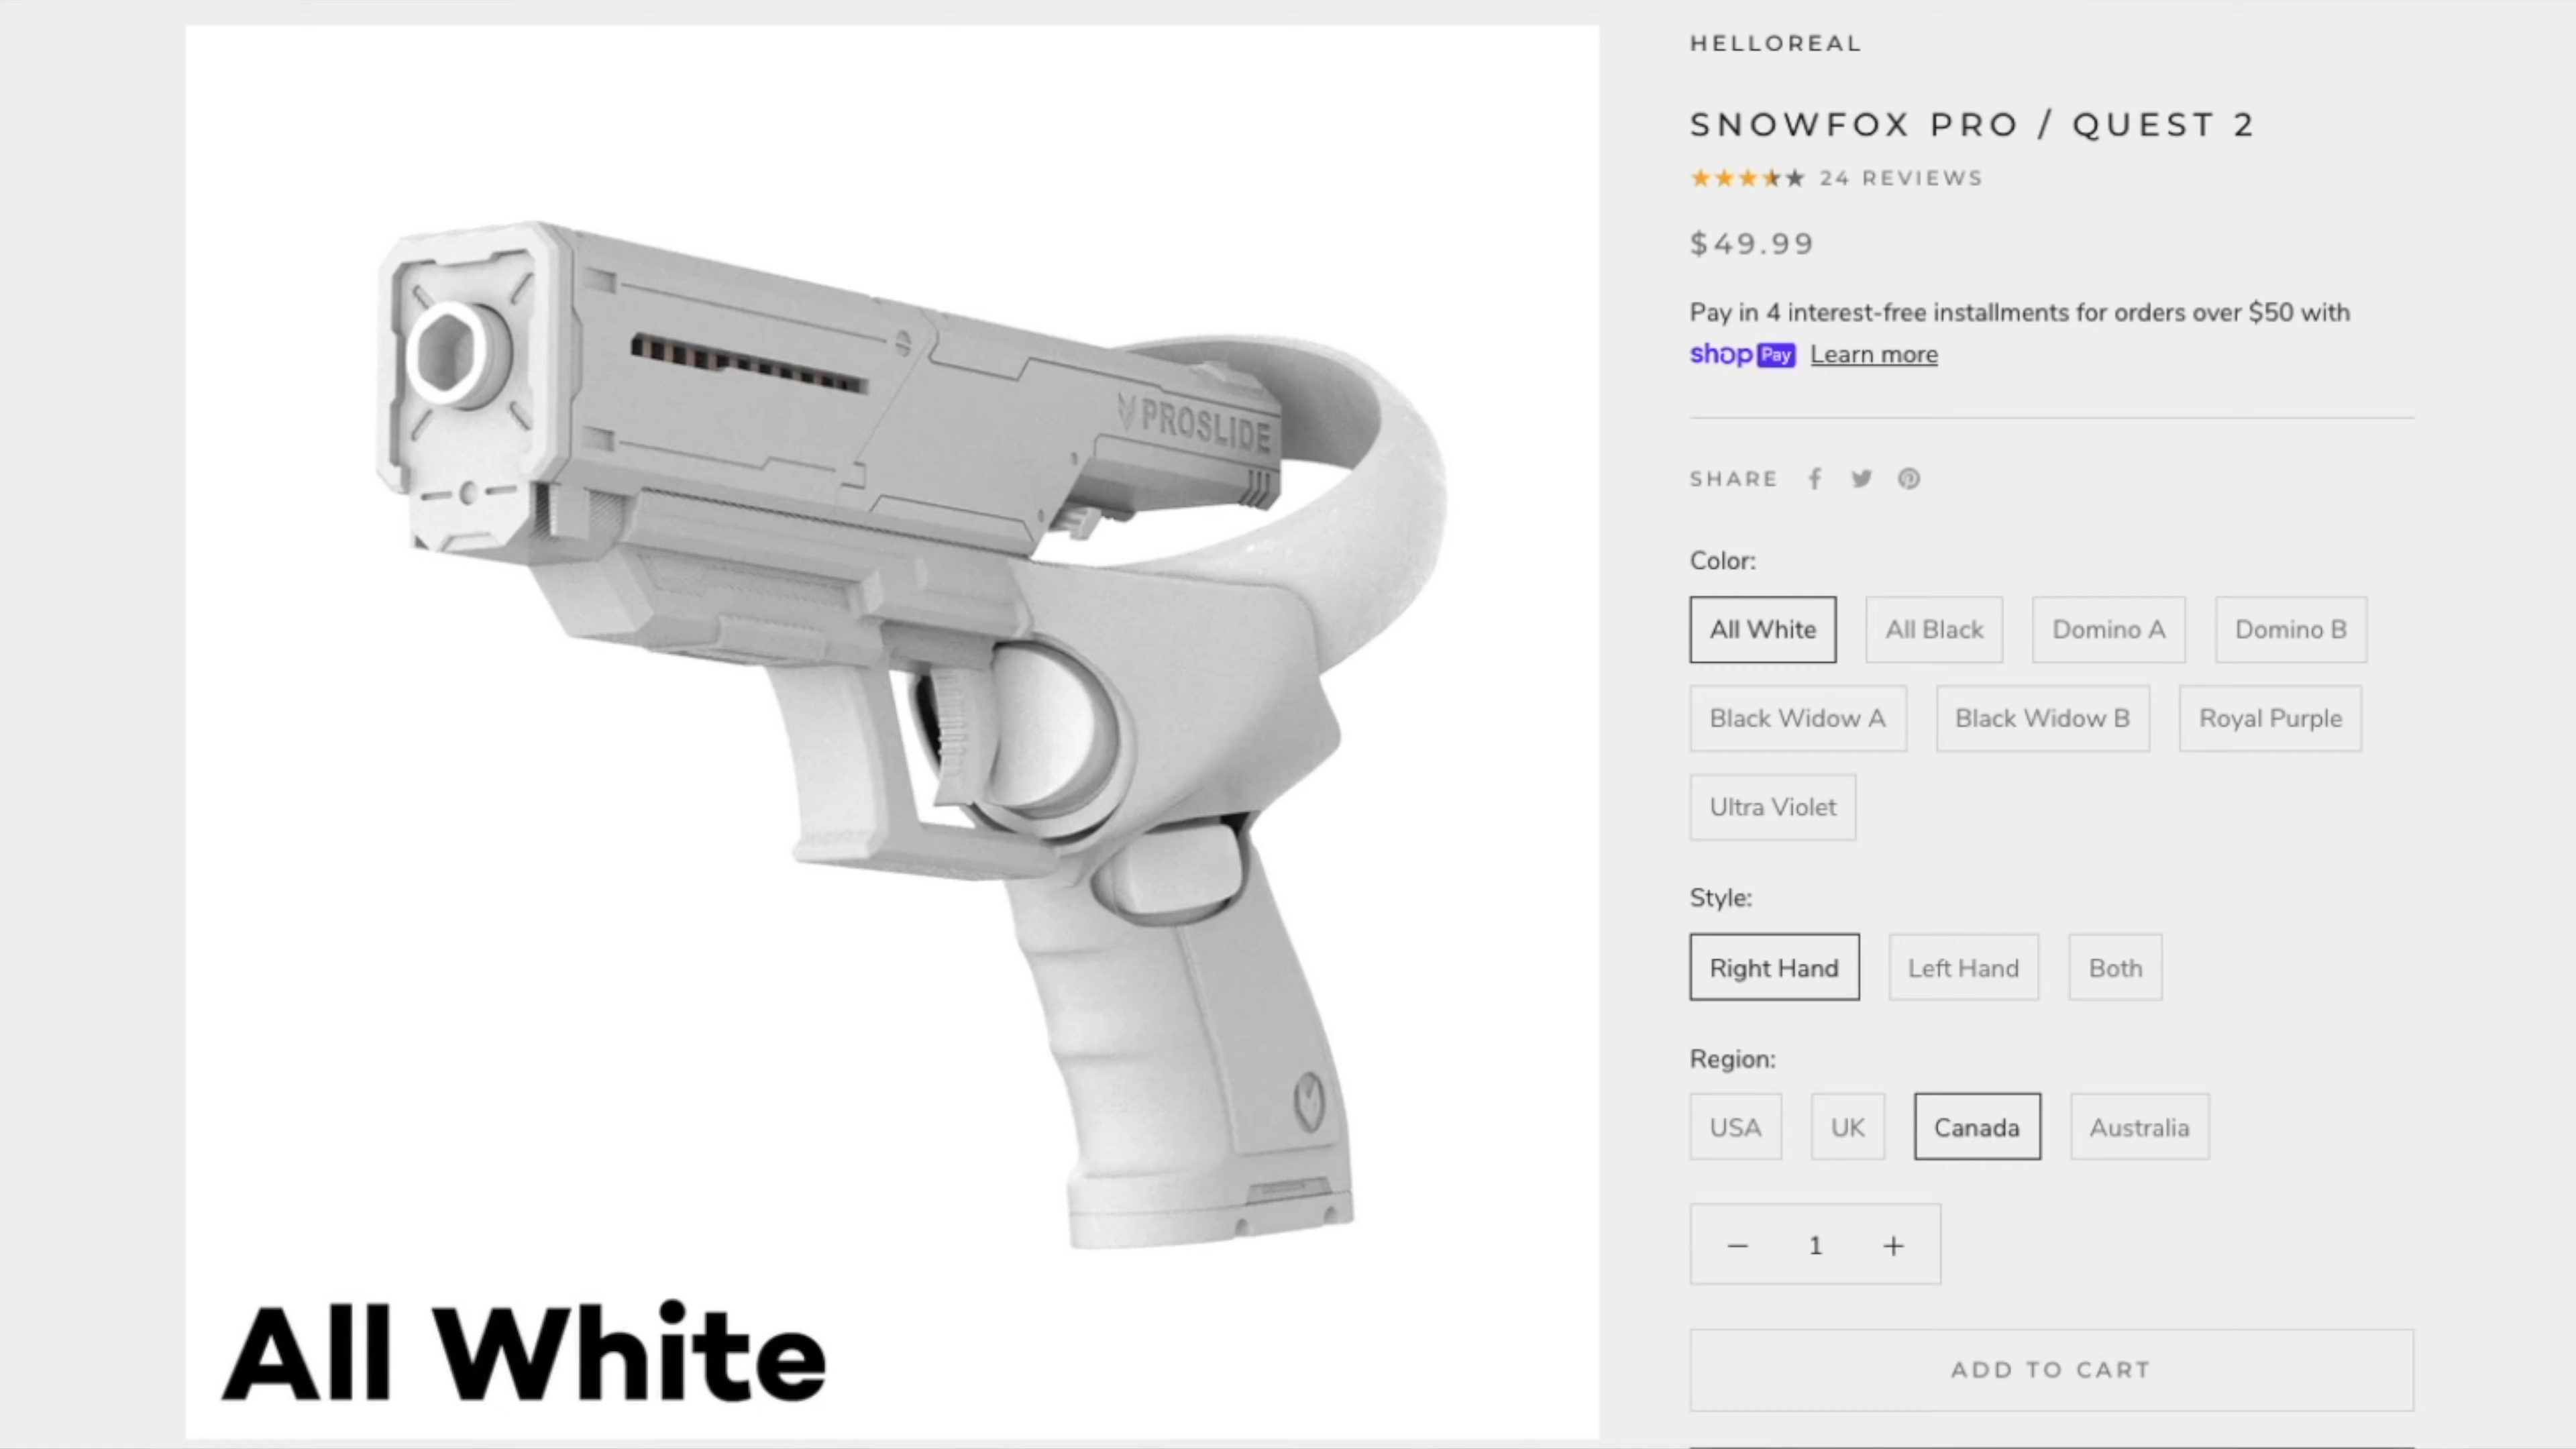 HELLOREAL
SNOWFOX PRO / QUEST 2
24 REVIEWS
$49.99
Pay in 4 interest-free installments for orders over $50 with
shop Pay Learn more
SHARE
Color:
All White All Black Domino A Domino B
Black Widow A Black Widow B Royal Purple
Ultra Violet
Style:
Right Hand Left Hand Both
Region:
USA UK Canada Australia
− 1 +
ADD TO CART
PROSLIDE
All White